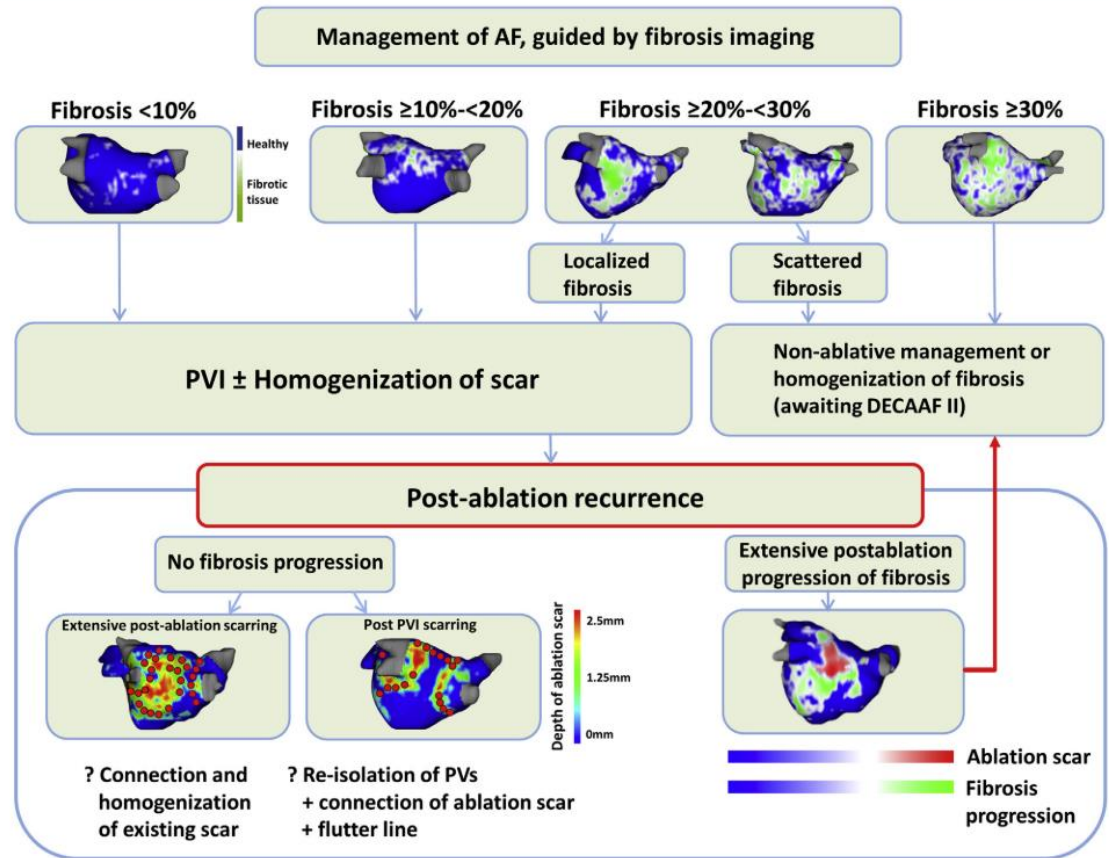 Management of AF, guided by fibrosis imaging
Fibrosis <10%
Fibrosis ≥10%-<20%
Fibrosis ≥20%-<30%
Fibrosis ≥30%
Healthy
Fibrotic
tissue
Localized
fibrosis
Scattered
fibrosis
PVI ± Homogenization of scar
Non-ablative management or
homogenization of fibrosis
(awaiting DECAAF II)
Post-ablation recurrence
No fibrosis progression
Extensive postablation
progression of fibrosis
Extensive post-ablation scarring
Post PVI scarring
Depth of ablation scar
2.5mm
1.25mm
0mm
? Connection and
homogenization
of existing scar
? Re-isolation of PVs
+ connection of ablation scar
+ flutter line
Ablation scar
Fibrosis
progression